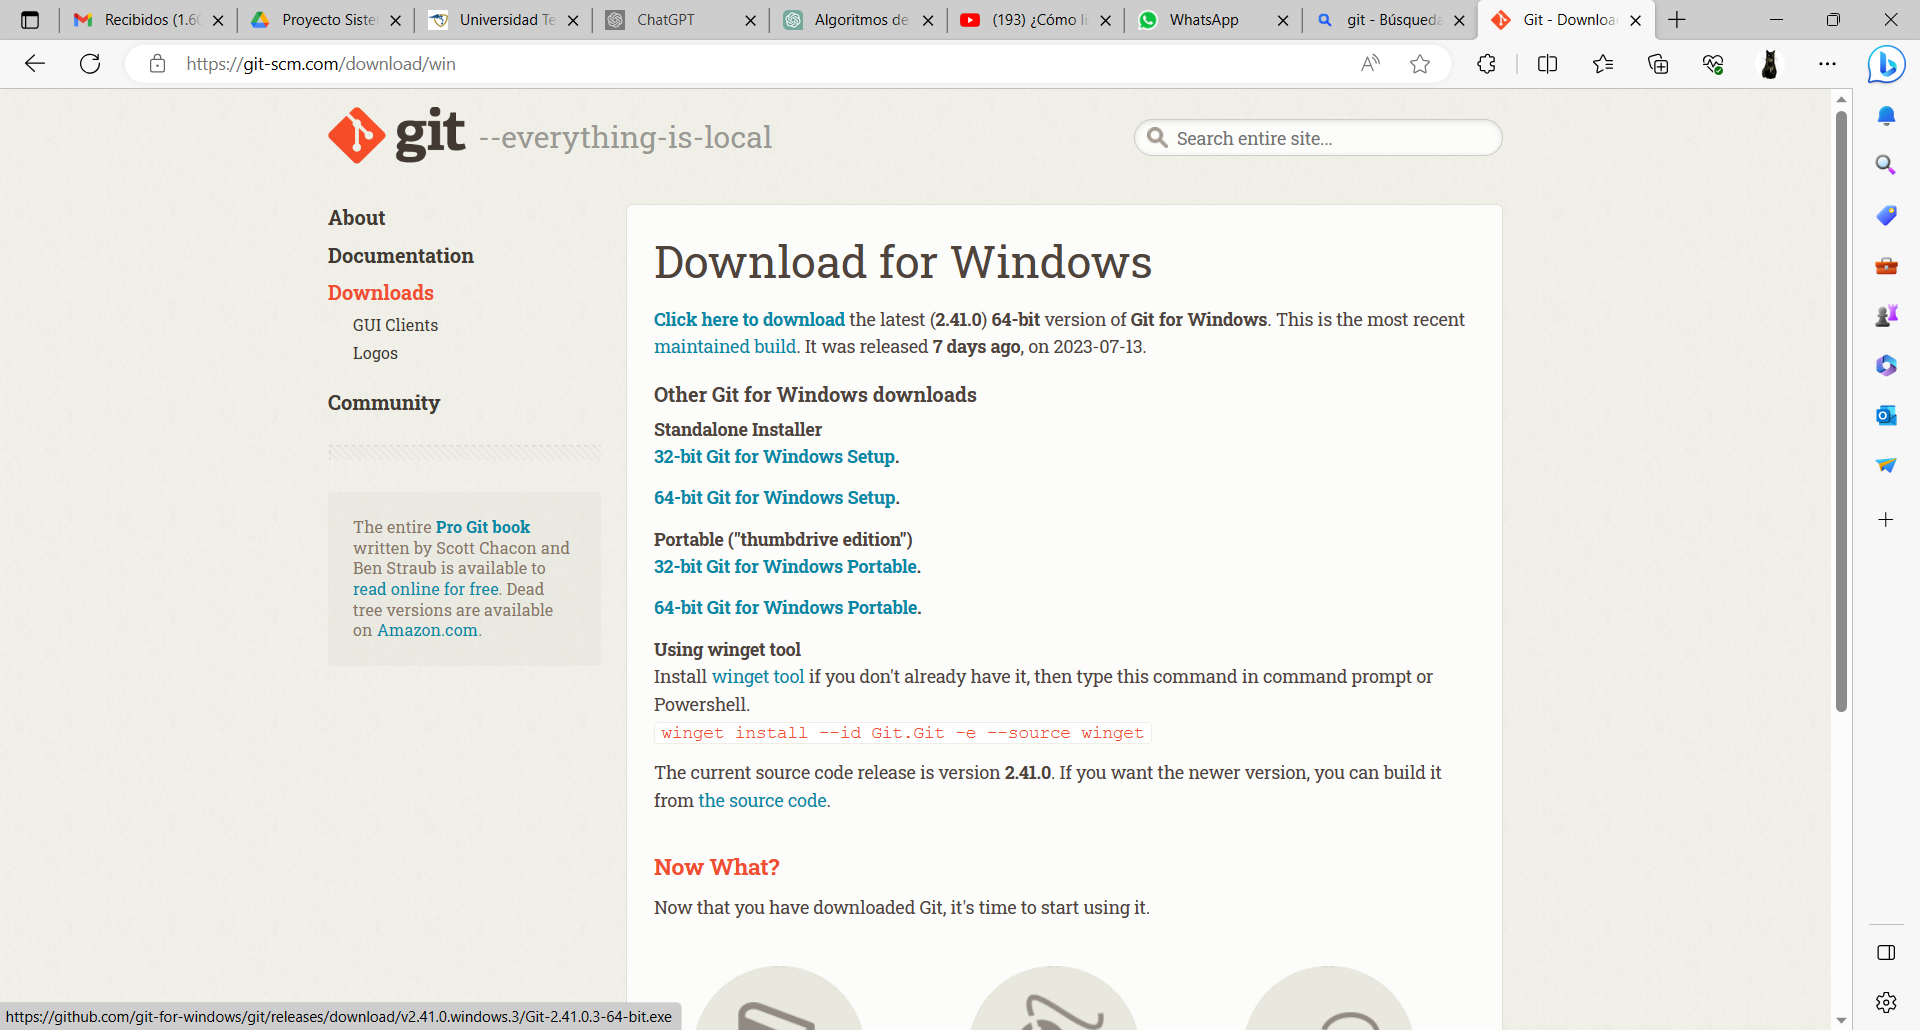 Recibidos (1.60
Proyecto Siste
Universidad Te
ChatGPT
Algoritmos de
(193) ¿Cómo li
WhatsApp
git - Búsqueda
Git - Downloa
https://git-scm.com/download/win
git --everything-is-local
Search entire site...
About
Documentation
Downloads
GUI Clients
Logos
Community
The entire Pro Git book
written by Scott Chacon and
Ben Straub is available to
read online for free. Dead
tree versions are available
on Amazon.com.
Download for Windows
Click here to download the latest (2.41.0) 64-bit version of Git for Windows. This is the most recent
maintained build. It was released 7 days ago, on 2023-07-13.
Other Git for Windows downloads
Standalone Installer
32-bit Git for Windows Setup.
64-bit Git for Windows Setup.
Portable ("thumbdrive edition")
32-bit Git for Windows Portable.
64-bit Git for Windows Portable.
Using winget tool
Install winget tool if you don't already have it, then type this command in command prompt or
Powershell.
winget install --id Git.Git -e --source winget
The current source code release is version 2.41.0. If you want the newer version, you can build it
from the source code.
Now What?
Now that you have downloaded Git, it's time to start using it.
https://github.com/git-for-windows/git/releases/download/v2.41.0.windows.3/Git-2.41.0.3-64-bit.exe